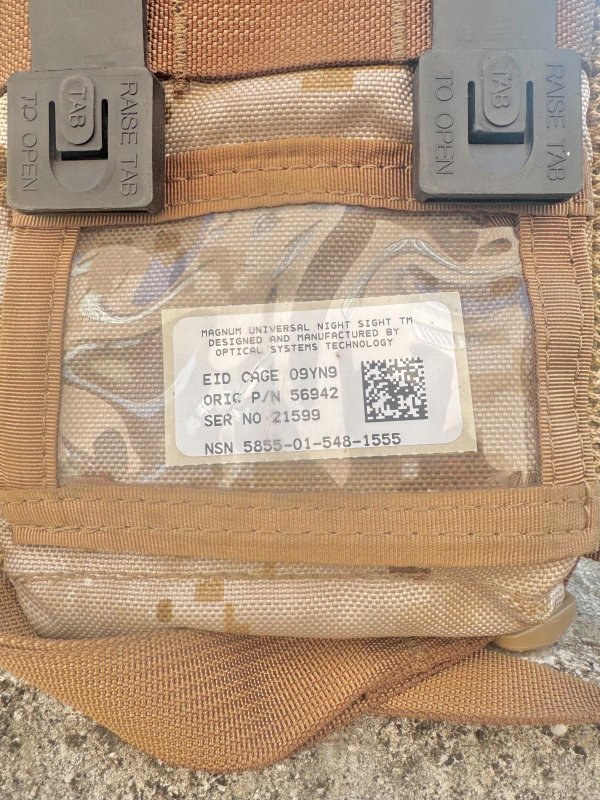 RAISE TAB
TAB
TO OPEN
RAISE TAB
TAB
TO OPEN
MAGNUM UNIVERSAL NIGHT SIGHT TM
DESIGNED AND MANUFACTURED BY
OPTICAL SYSTEMS TECHNOLOGY
EID CAGE 09YN9
ORIG P/N 56942
SER NO 21599
NSN 5855-01-548-1555